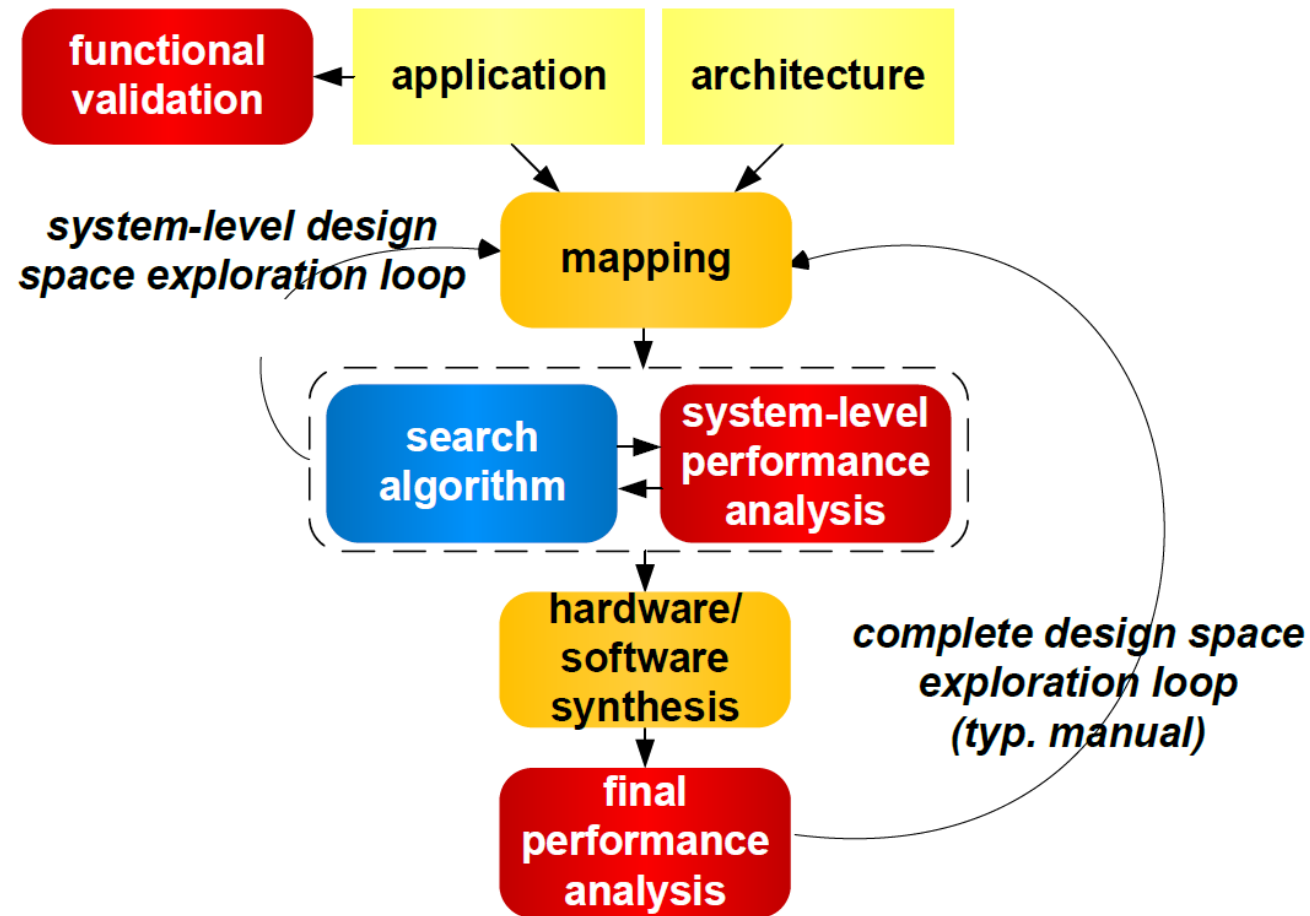 functional
validation
application
architecture
system-level design
space exploration loop
mapping
search
algorithm
system-level
performance
analysis
hardware/
software
synthesis
complete design space
exploration loop
(typ. manual)
final
performance
analysis